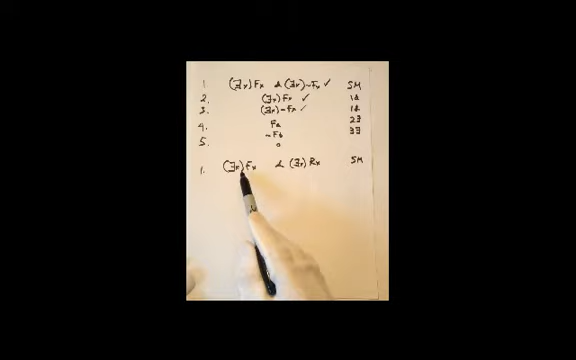 1 (∃x)Fx & (∃x)~Fx ✓ SM
2. (∃x)Fx ✓ 1&
3. (∃x)~Fx ✓ 1&
4. Fa 2∃
~Fb 3∃
5. o
1. (∃x)Fx & (∃x)Rx SM